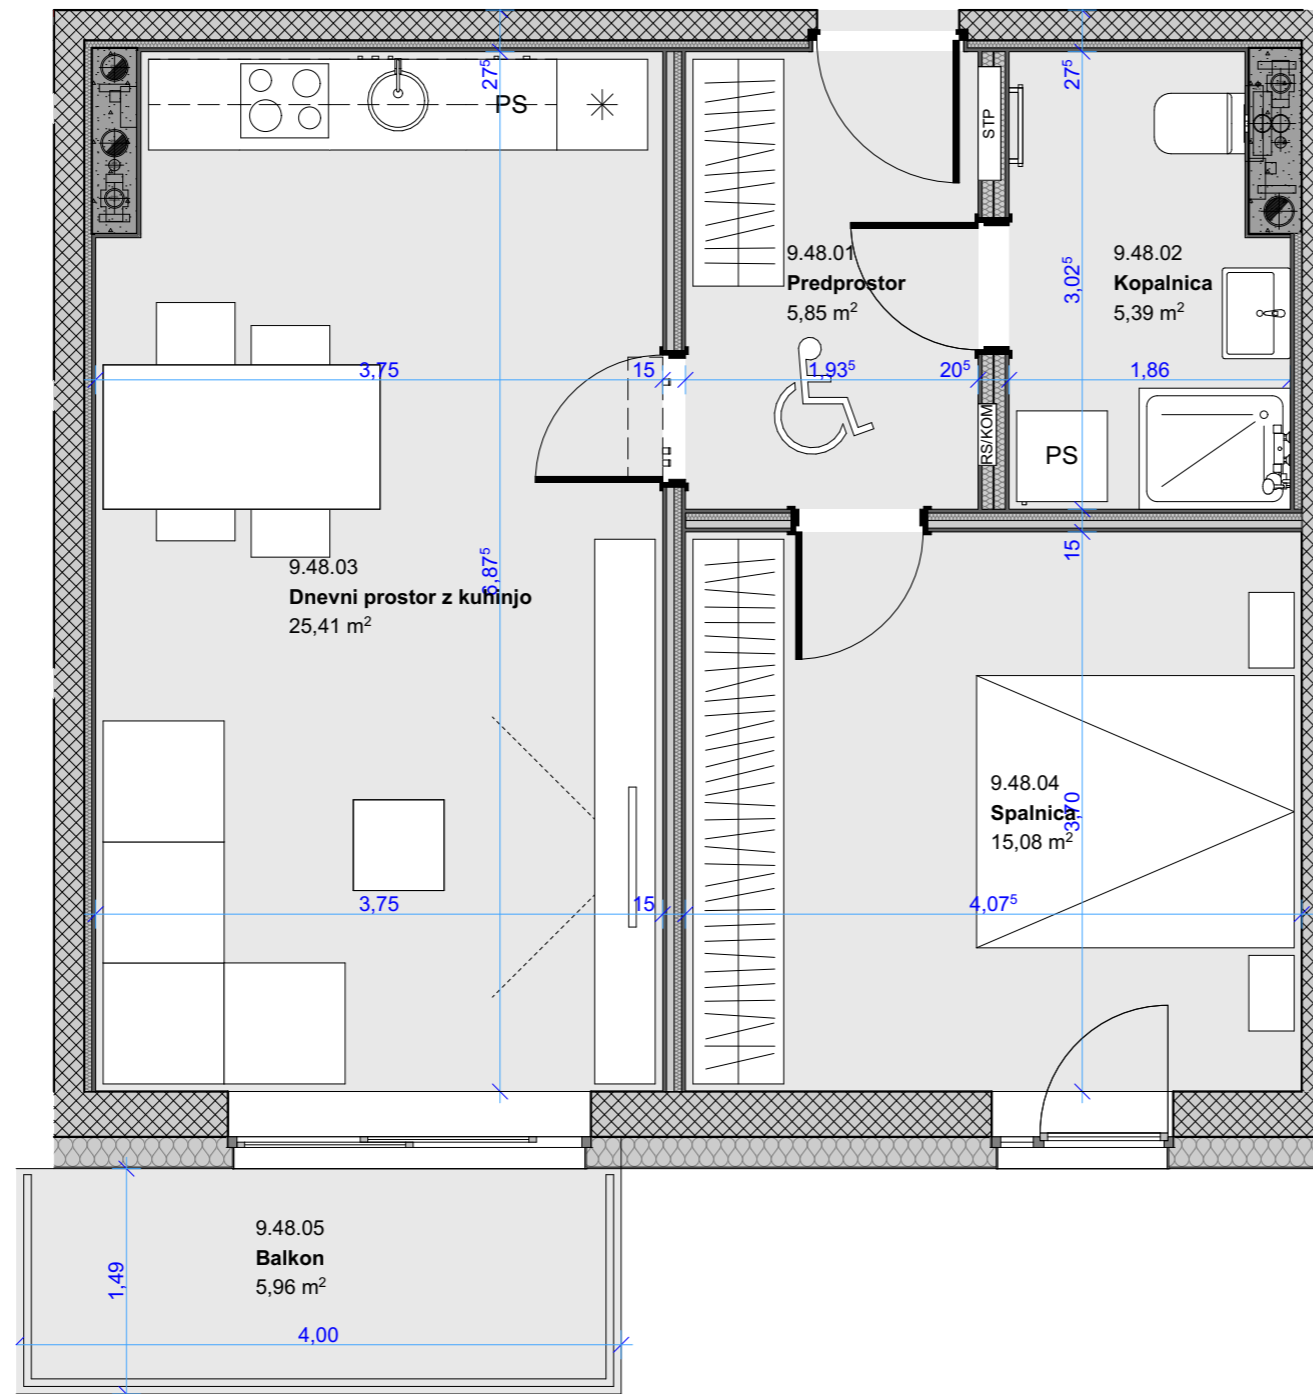 27⁵
27⁵
PS
STP
9.48.01
Predprostor
5,85 m²
9.48.02
Kopalnica
5,39 m²
3,02⁵
3,75
15
1,93⁵
20⁵
1,86
RS/KOM
PS
15
9.48.03
Dnevni prostor z kuhinjo
25,41 m²
6,87⁵
9.48.04
Spalnica
15,08 m²
3,70
3,75
15
4,07⁵
9.48.05
Balkon
5,96 m²
1,49
4,00